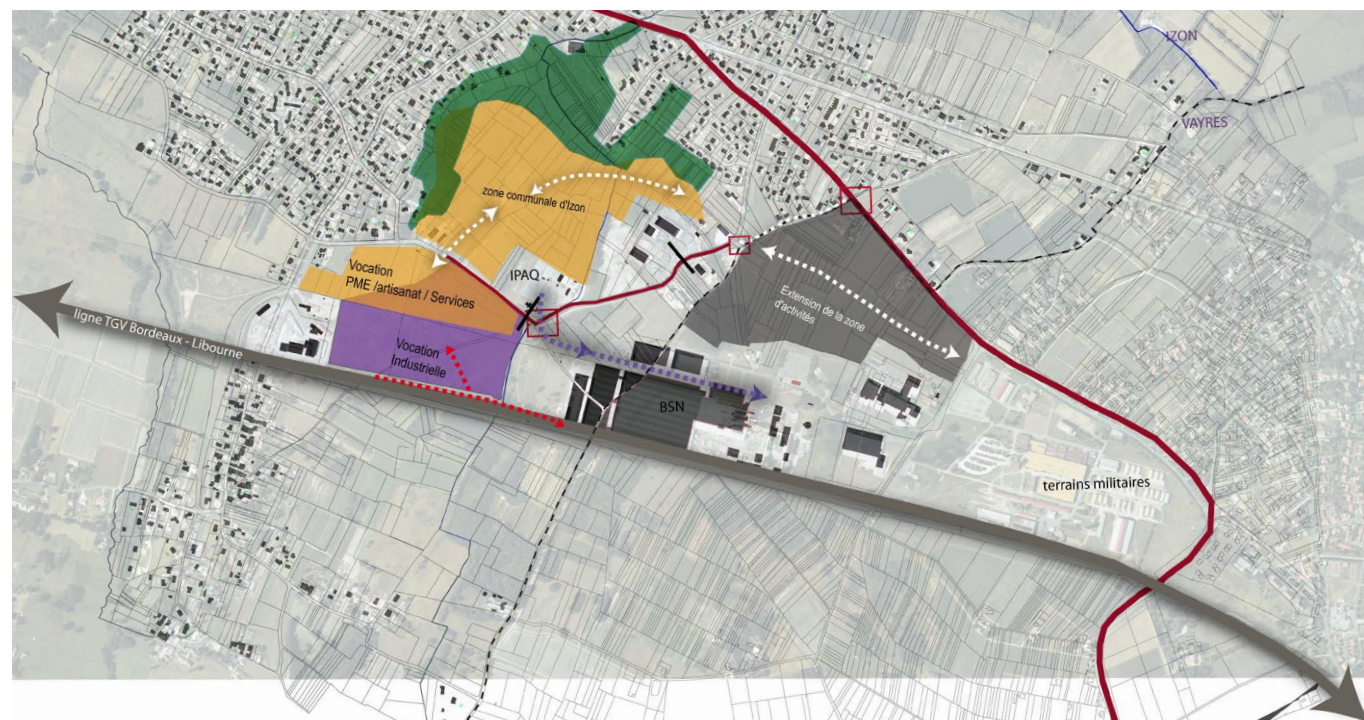 IZON
VAYRES
zone communale d'Izon
Vocation
PME /artisanat / Services
IPAQ
Extension de la zone
d'activités
ligne TGV Bordeaux - Libourne
Vocation
Industrielle
BSN
terrains militaires